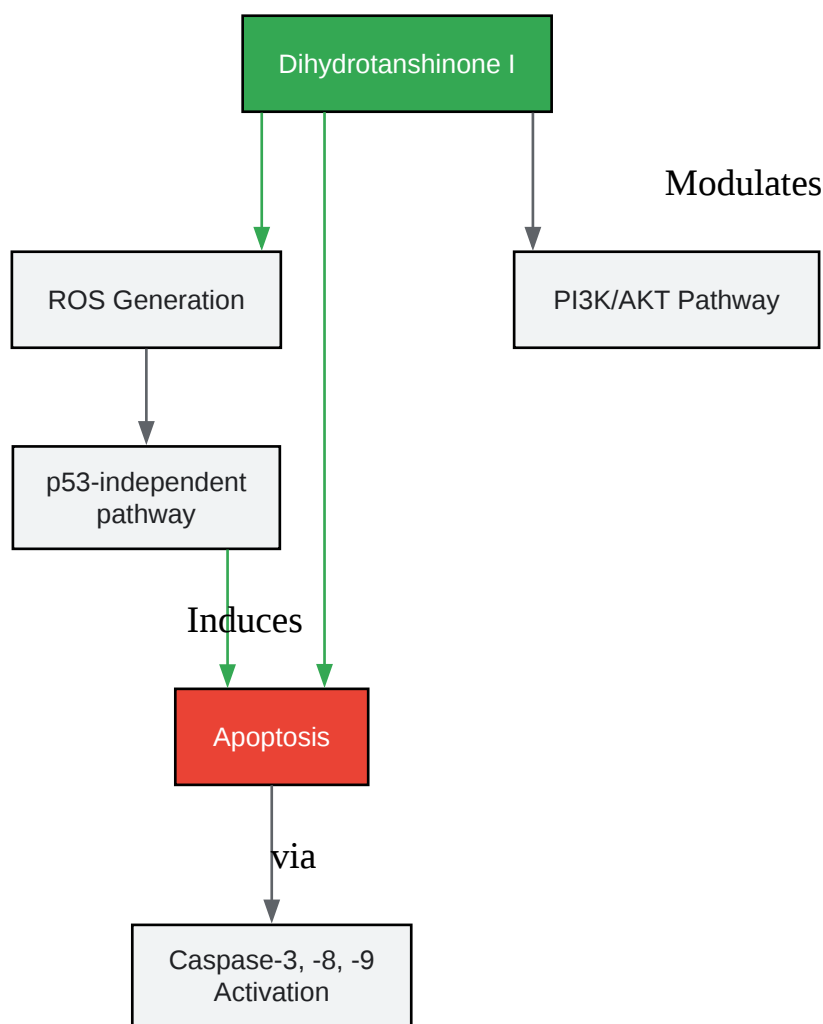 Dihydrotanshinone I
Modulates
ROS Generation
PI3K/AKT Pathway
p53-independent
pathway
Induces
Apoptosis
via
Caspase-3, -8, -9
Activation